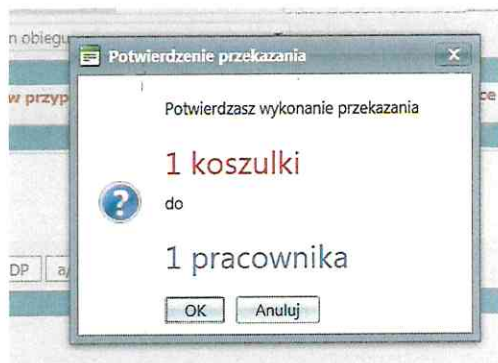 n obiegu
Potwierdzenie przekazania
w przyp
ce
Potwierdzasz wykonanie przekazania
1 koszulki
do
1 pracownika
DP
a/
OK
Anuluj